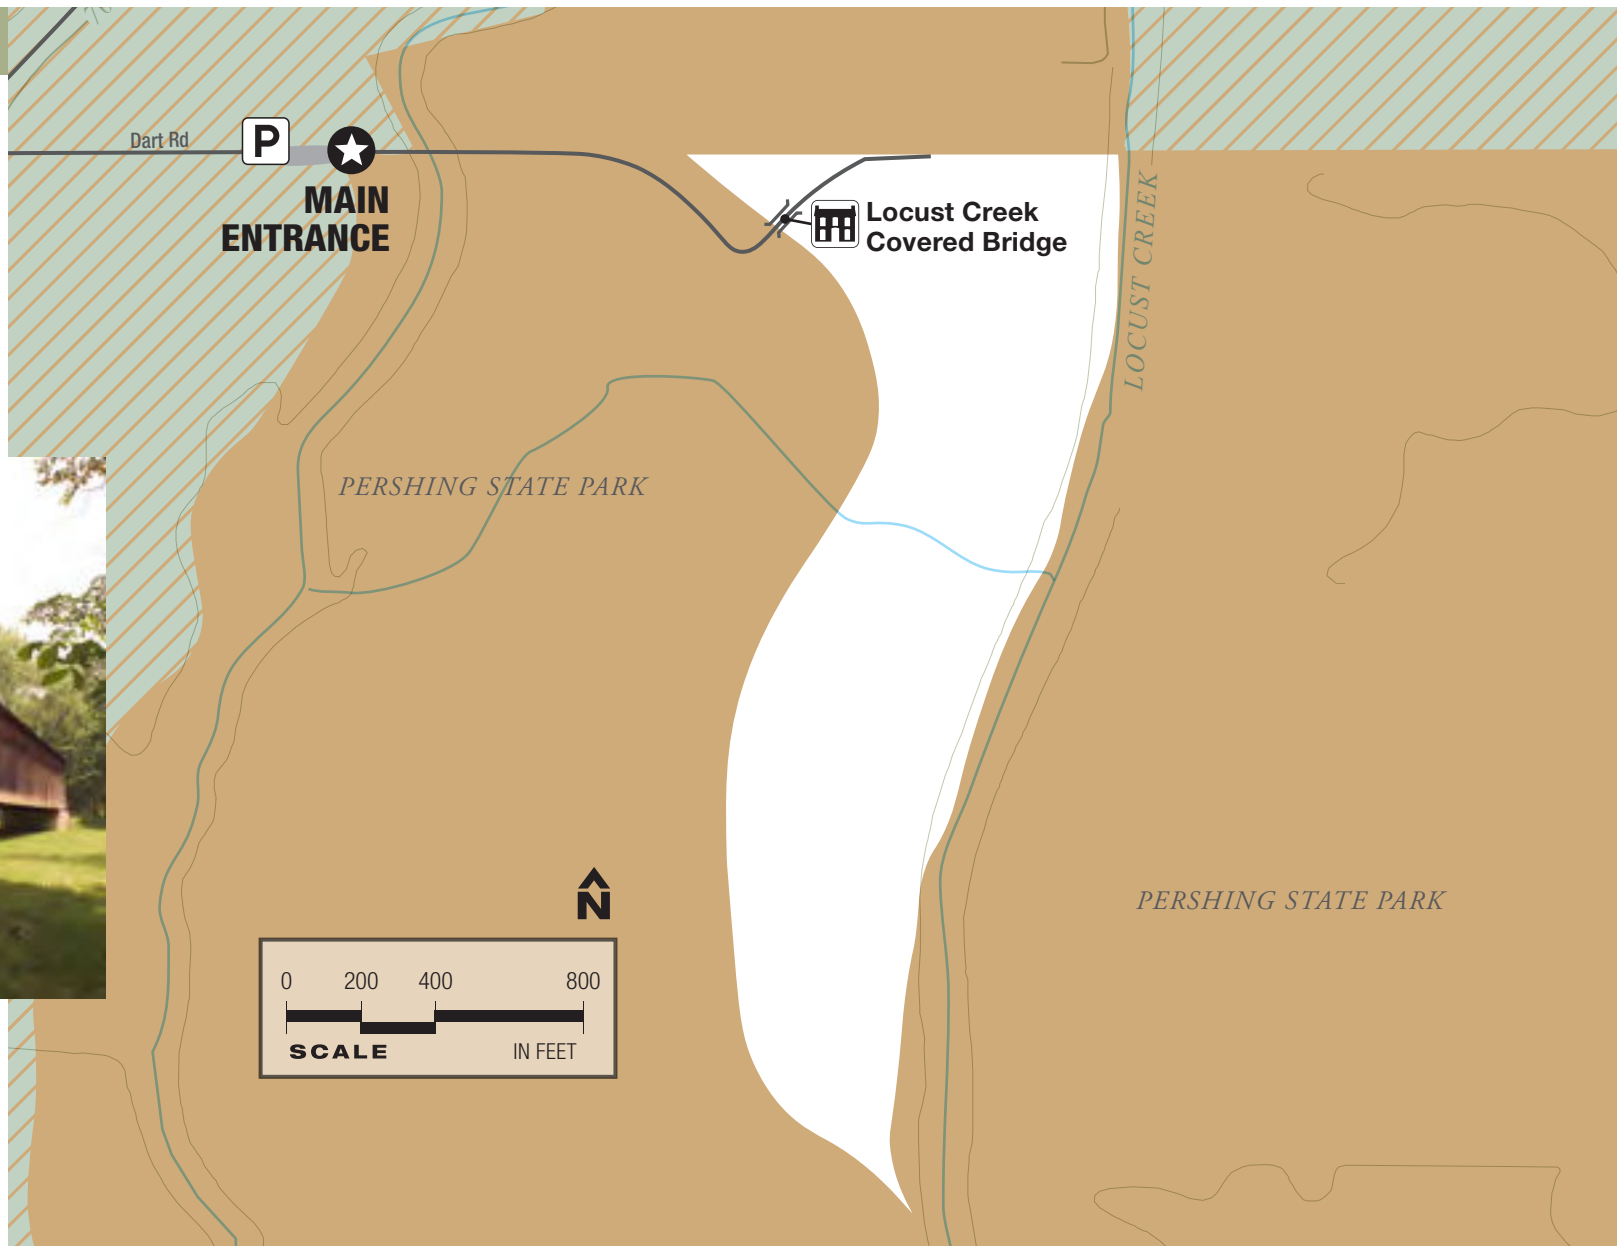 Dart Rd
P
MAIN
ENTRANCE
Locust Creek
Covered Bridge
LOCUST CREEK
PERSHING STATE PARK
PERSHING STATE PARK
N
0 200 400 800
SCALE IN FEET